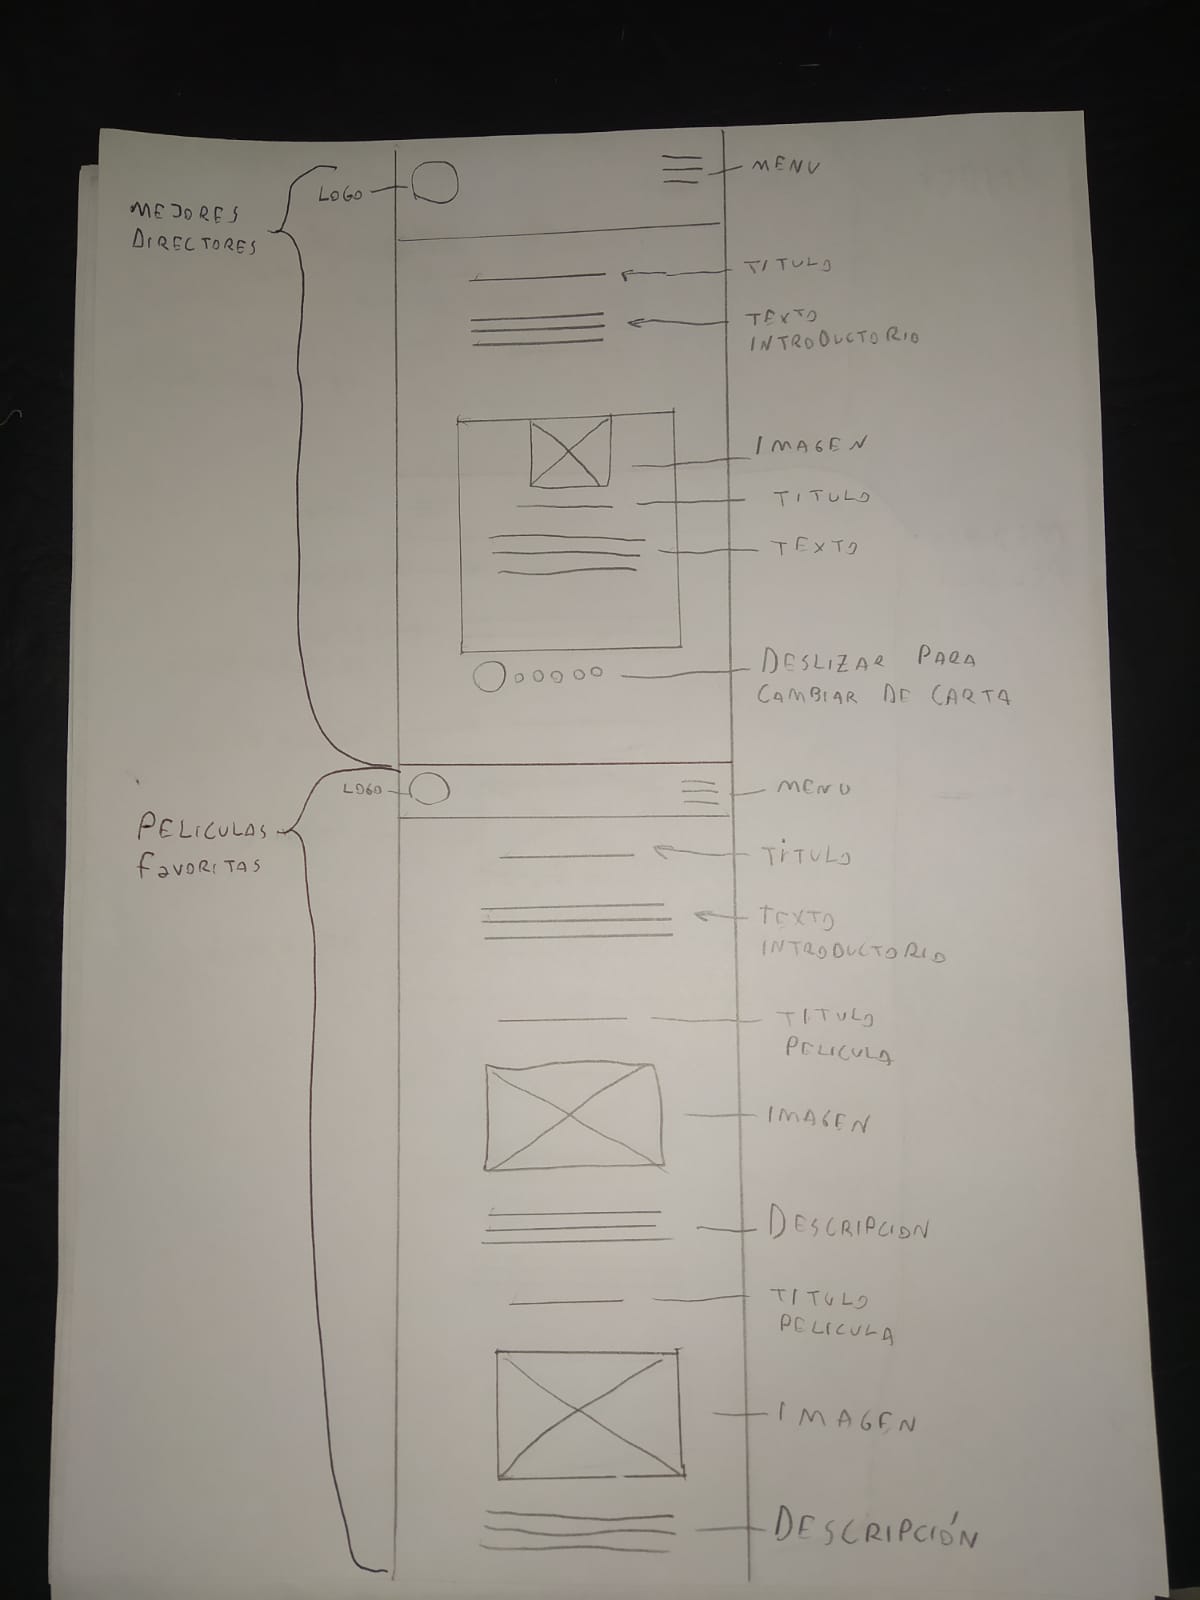 MEJORES
DIRECTORES
LOGO
MENU
TITULO
TEXTO
INTRODUCTORIO
IMAGEN
TITULO
TEXTO
DESLIZAR PARA
CAMBIAR DE CARTA
PELICULAS
FAVORITAS
LOGO
MENU
TÍTULO
TEXTO
INTRODUCTORIO
TITULO
PELICULA
IMAGEN
DESCRIPCION
TITULO
PELICULA
IMAGEN
DESCRIPCIÓN